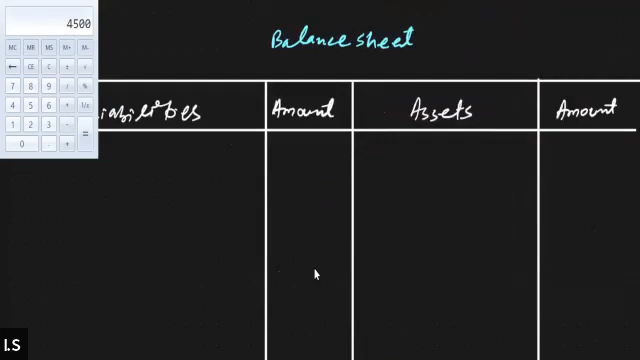 4500
MC MR MS M+ M-
← CE C ± √
7 8 9 / %
4 5 6 * 1/x
1 2 3 - =
0 . +
Balance sheet
iabilities Amount Assets Amount
I.S